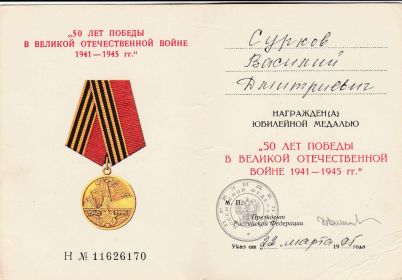 „50 ЛЕТ ПОБЕДЫ
В ВЕЛИКОЙ ОТЕЧЕСТВЕННОЙ ВОЙНЕ
1941—1945 гг.“
Н № 11626170
Сурков
Василий
Дмитриевич
НАГРАЖДЕН(А)
ЮБИЛЕЙНОЙ МЕДАЛЬЮ
„50 ЛЕТ ПОБЕДЫ
В ВЕЛИКОЙ ОТЕЧЕСТВЕННОЙ
ВОЙНЕ 1941—1945 гг.“
М. П.
Президент
Российской Федерации
Указ от 22 марта 1995 года